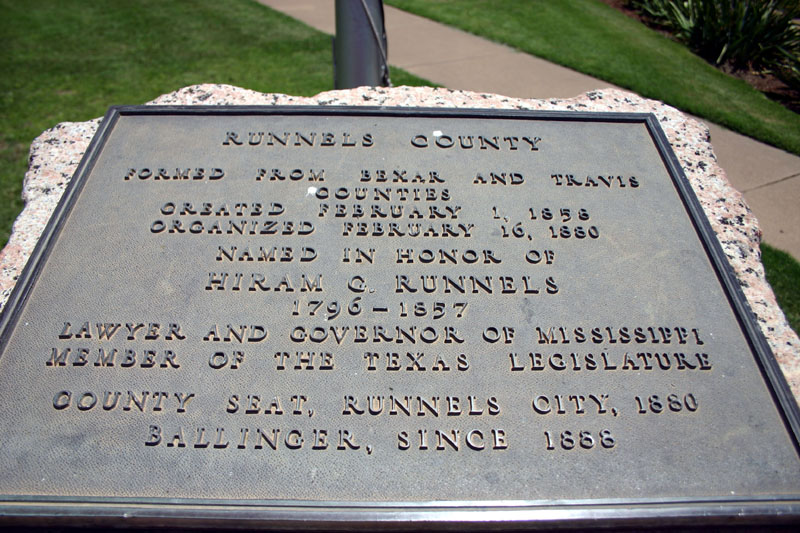 RUNNELS COUNTY
FORMED FROM BEXAR AND TRAVIS
COUNTIES
CREATED FEBRUARY 1, 1858
ORGANIZED FEBRUARY 16, 1880
NAMED IN HONOR OF
HIRAM G. RUNNELS
1796-1857
LAWYER AND GOVERNOR OF MISSISSIPPI
MEMBER OF THE TEXAS LEGISLATURE
COUNTY SEAT, RUNNELS CITY, 1880
BALLINGER, SINCE 1888